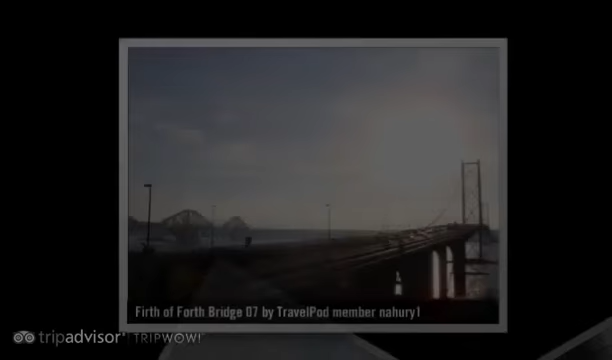 Firth of Forth Bridge 07 by TravelPod member nahury1
tripadvisor | TRIPWOW!